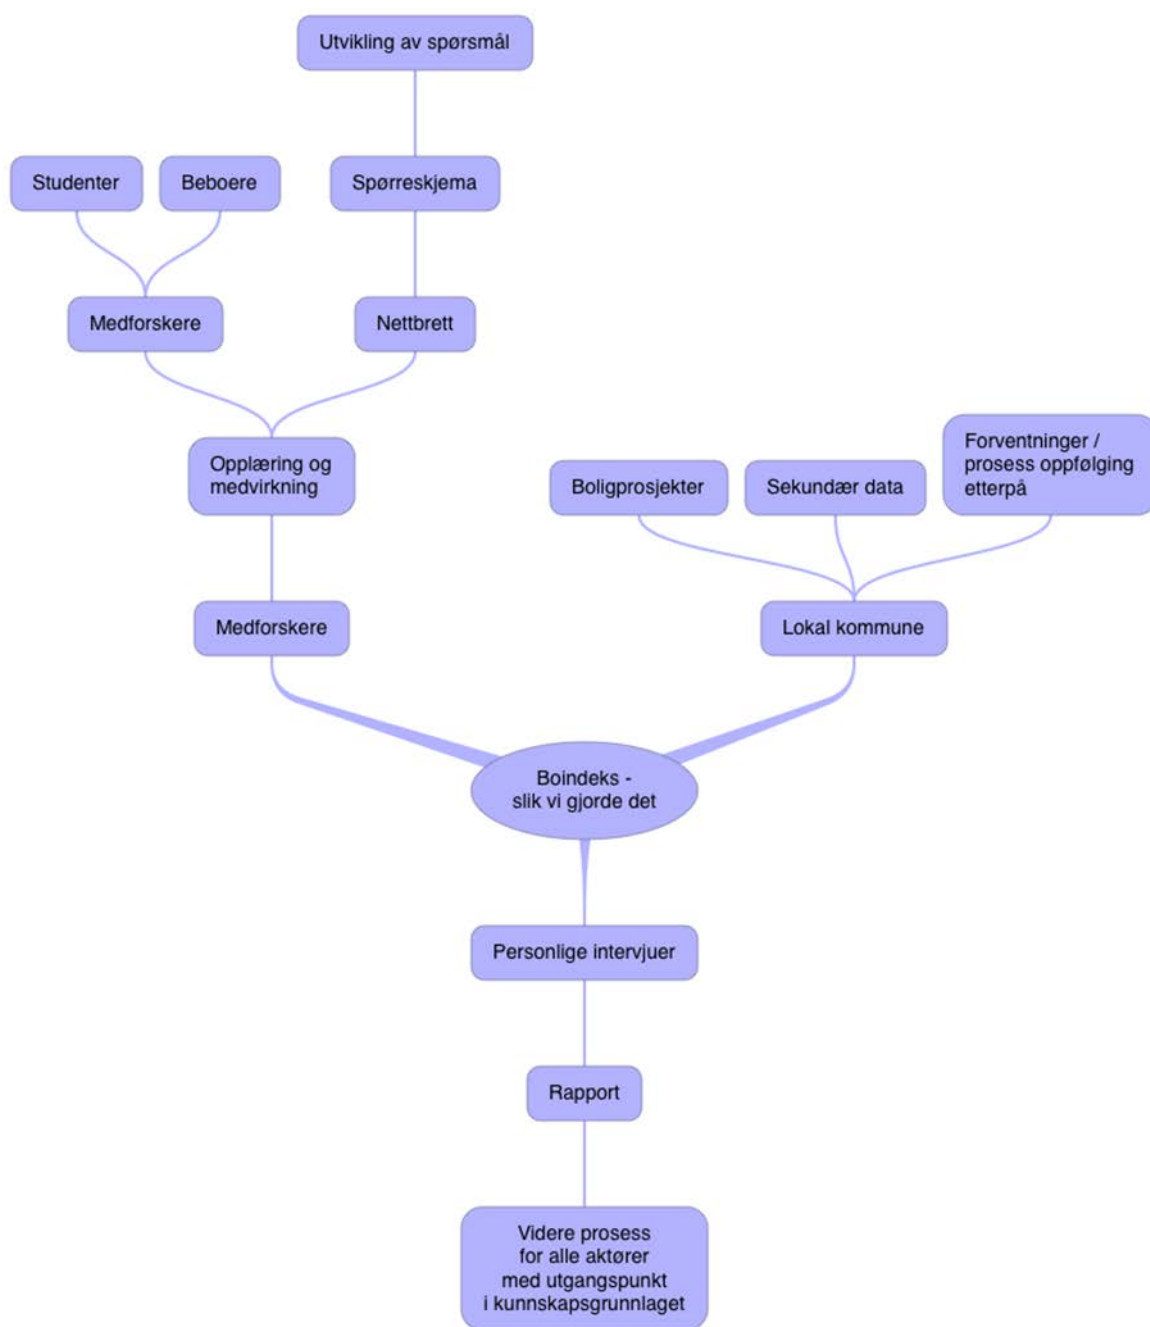 Utvikling av spørsmål
Studenter
Beboere
Spørreskjema
Medforskere
Nettbrett
Opplæring og
medvirkning
Boligprosjekter
Sekundær data
Forventninger /
prosess oppfølging
etterpå
Medforskere
Lokal kommune
Boindeks -
slik vi gjorde det
Personlige intervjuer
Rapport
Videre prosess
for alle aktører
med utgangspunkt
i kunnskapsgrunnlaget